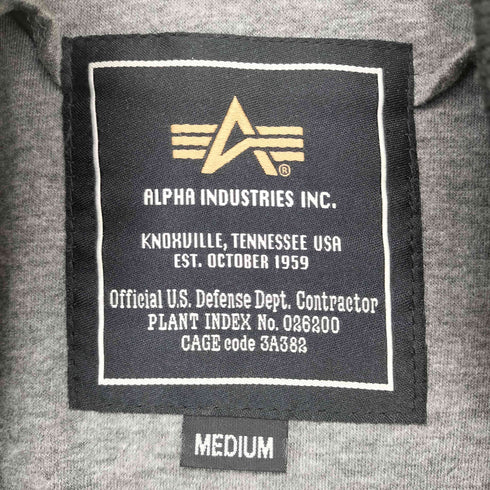 ®
ALPHA INDUSTRIES INC.
KNOXVILLE, TENNESSEE USA
EST. OCTOBER 1959
Official U.S. Defense Dept. Contractor
PLANT INDEX No. 026200
CAGE code 3A382
MEDIUM